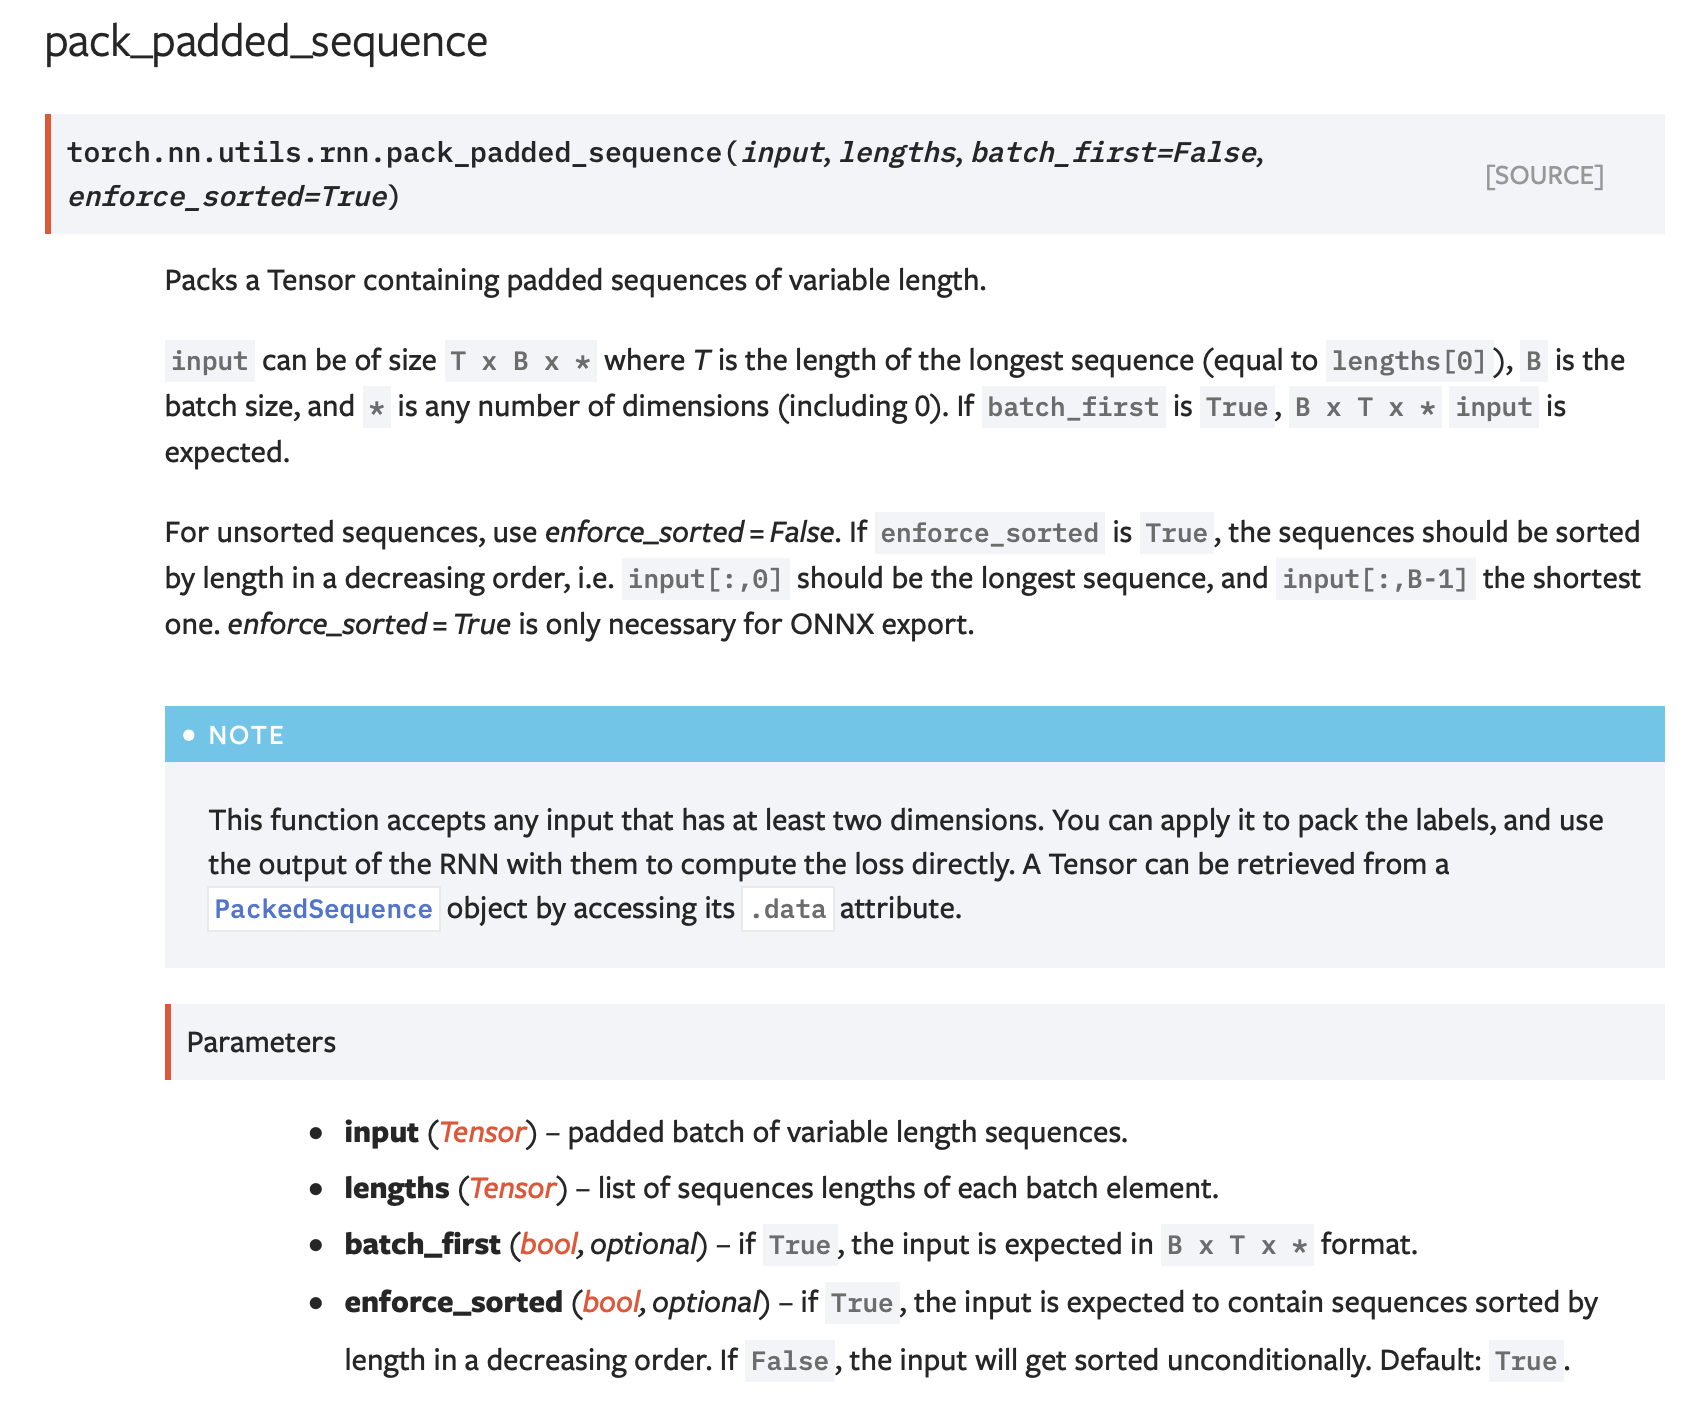 pack_padded_sequence
torch.nn.utils.rnn.pack_padded_sequence(input, lengths, batch_first=False,
enforce_sorted=True)
[SOURCE]
Packs a Tensor containing padded sequences of variable length.
input can be of size T x B x * where T is the length of the longest sequence (equal to lengths[0]), B is the
batch size, and * is any number of dimensions (including 0). If batch_first is True, B x T x * input is
expected.
For unsorted sequences, use enforce_sorted = False. If enforce_sorted is True, the sequences should be sorted
by length in a decreasing order, i.e. input[:,0] should be the longest sequence, and input[:,B-1] the shortest
one. enforce_sorted = True is only necessary for ONNX export.
• NOTE
This function accepts any input that has at least two dimensions. You can apply it to pack the labels, and use
the output of the RNN with them to compute the loss directly. A Tensor can be retrieved from a
PackedSequence object by accessing its .data attribute.
Parameters
• input (Tensor) – padded batch of variable length sequences.
• lengths (Tensor) – list of sequences lengths of each batch element.
• batch_first (bool, optional) – if True, the input is expected in B x T x * format.
• enforce_sorted (bool, optional) – if True, the input is expected to contain sequences sorted by
length in a decreasing order. If False, the input will get sorted unconditionally. Default: True.